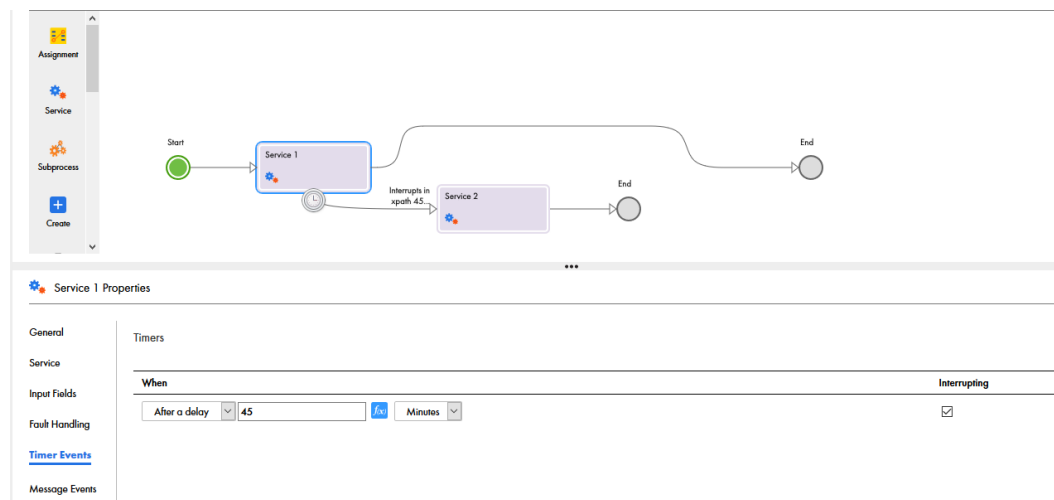 Assignment
Service
Subprocess
Create
Start
Service 1
Interrupts in
xpath 45...
Service 2
End
End
Service 1 Properties
General
Service
Input Fields
Fault Handling
Timer Events
Message Events
Timers
When
Interrupting
After a delay
45
f(x)
Minutes